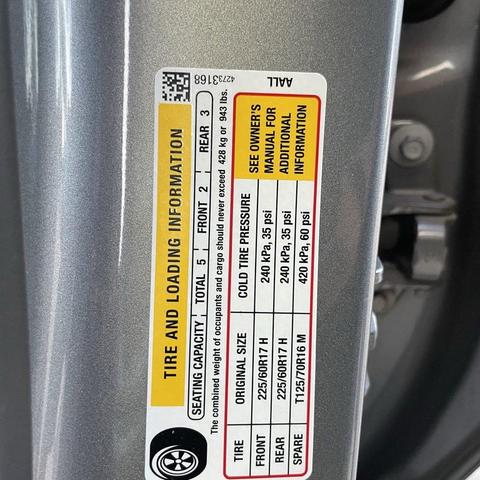 42733168
TIRE AND LOADING INFORMATION
SEATING CAPACITY TOTAL 5 FRONT 2 REAR 3
The combined weight of occupants and cargo should never exceed 428 kg or 943 lbs.
TIRE ORIGINAL SIZE COLD TIRE PRESSURE SEE OWNER'S
FRONT 225/60R17 H 240 kPa, 35 psi MANUAL FOR
REAR 225/60R17 H 240 kPa, 35 psi ADDITIONAL
SPARE T125/70R16 M 420 kPa, 60 psi INFORMATION
AALL